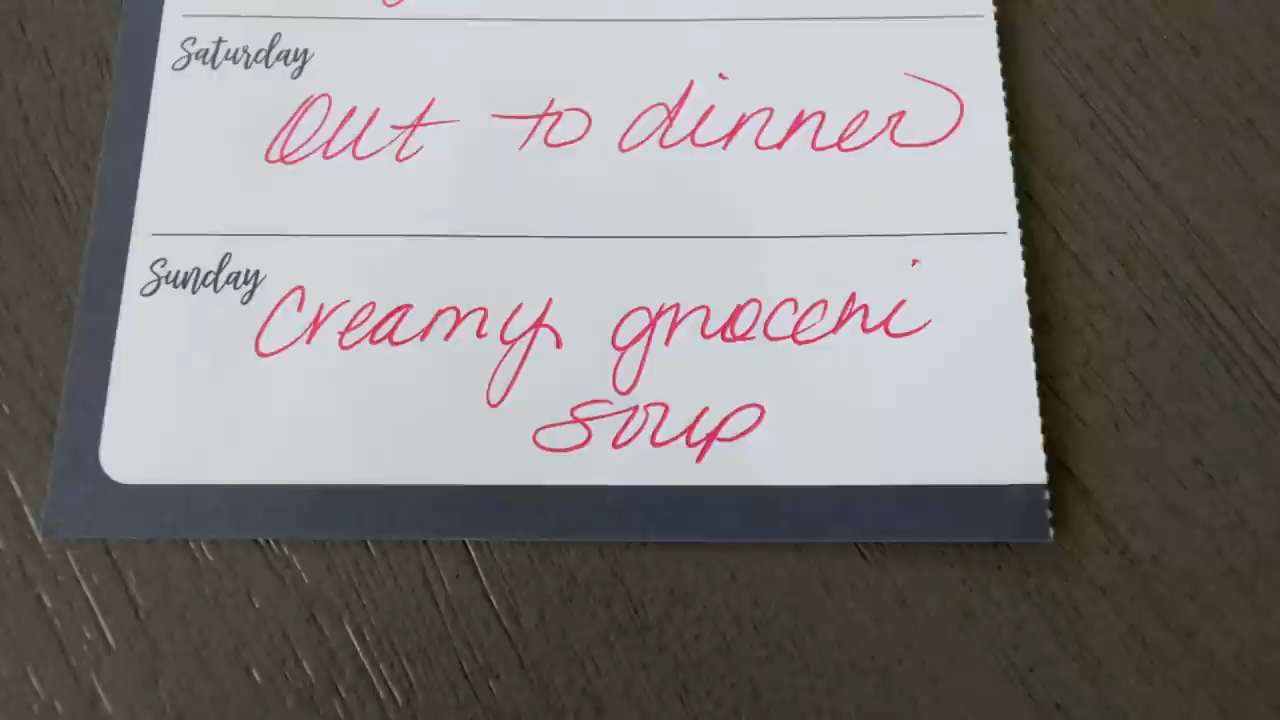 Saturday
Out to dinner
Sunday
Creamy gnocchi
soup